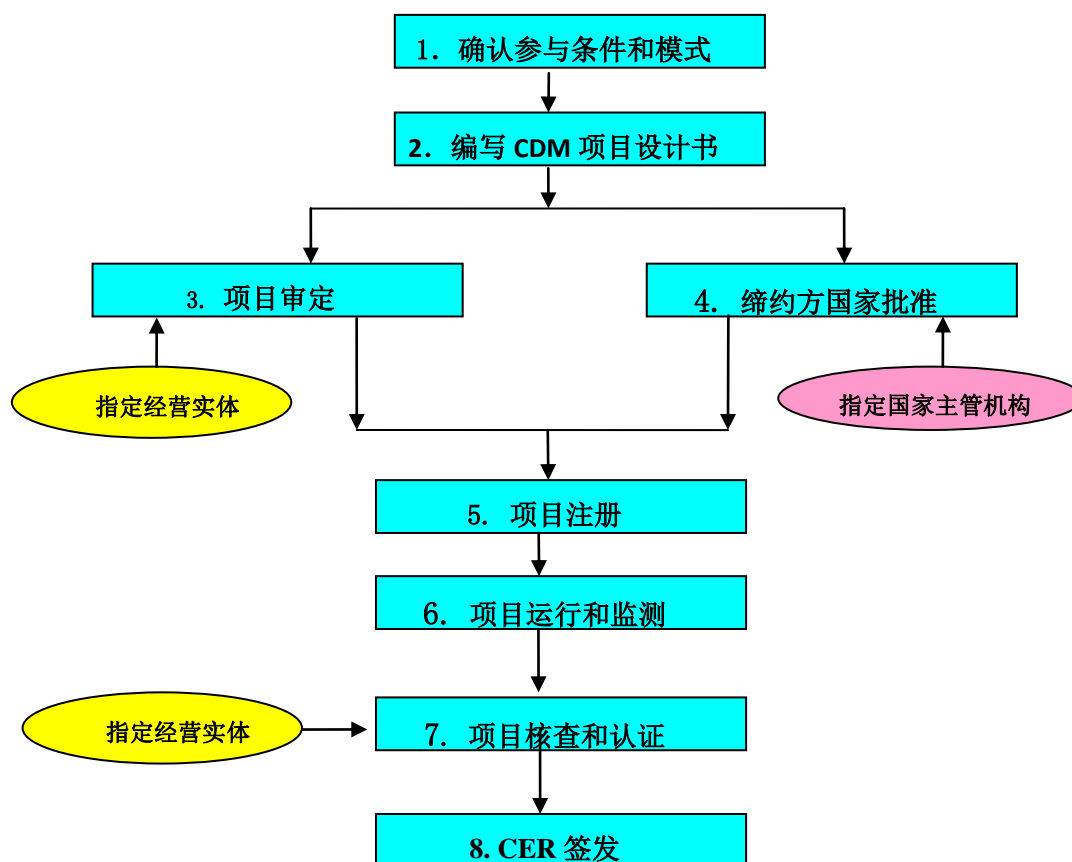 1. 确认参与条件和模式
2. 编写 CDM 项目设计书
3. 项目审定
4. 缔约方国家批准
指定经营实体
指定国家主管机构
5. 项目注册
6. 项目运行和监测
指定经营实体
7. 项目核查和认证
8. CER 签发